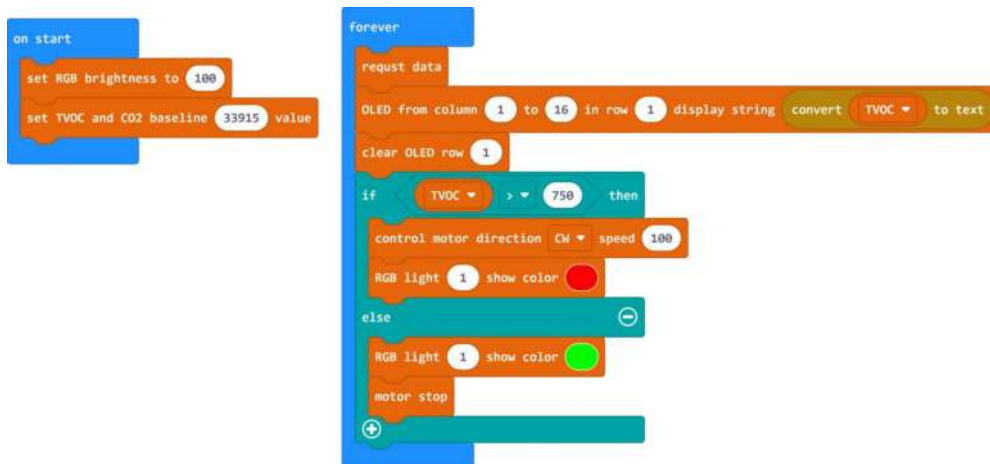 on start
set RGB brightness to 100
set TVOC and CO2 baseline 33915 value
forever
requst data
OLED from column 1 to 16 in row 1 display string convert TVOC to text
clear OLED row 1
if TVOC > 750 then
control motor direction CW speed 100
RGB light 1 show color
else
RGB light 1 show color
motor stop